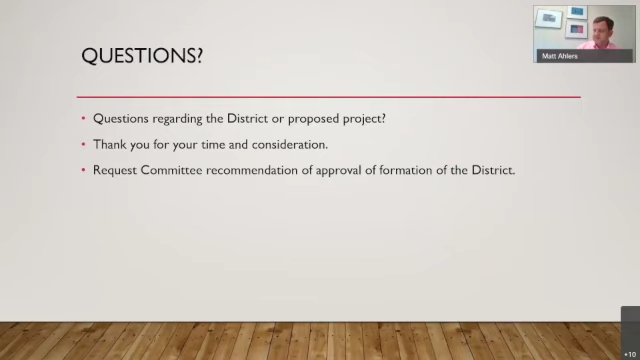 QUESTIONS?
Matt Ahlers
• Questions regarding the District or proposed project?
• Thank you for your time and consideration.
• Request Committee recommendation of approval of formation of the District.
+10